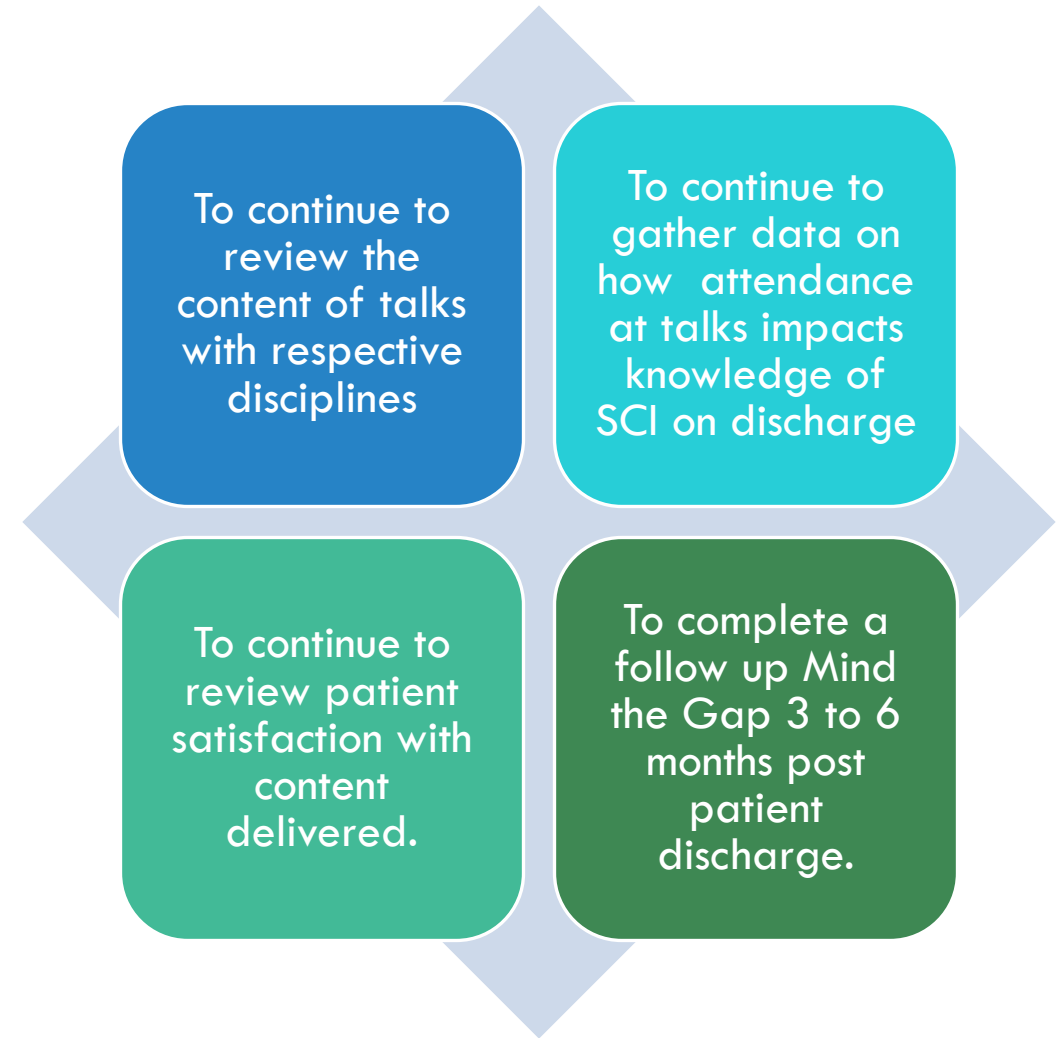 To continue to
review the
content of talks
with respective
disciplines
To continue to
gather data on
how  attendance
at talks impacts
knowledge of
SCI on discharge
To continue to
review patient
satisfaction with
content
delivered.
To complete a
follow up Mind
the Gap 3 to 6
months post
patient
discharge.